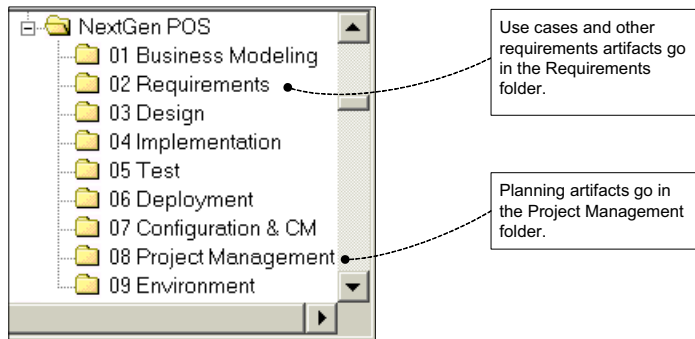 NextGen POS
01 Business Modeling
02 Requirements
03 Design
04 Implementation
05 Test
06 Deployment
07 Configuration & CM
08 Project Management
09 Environment
Use cases and other
requirements artifacts go
in the Requirements
folder.
Planning artifacts go in
the Project Management
folder.